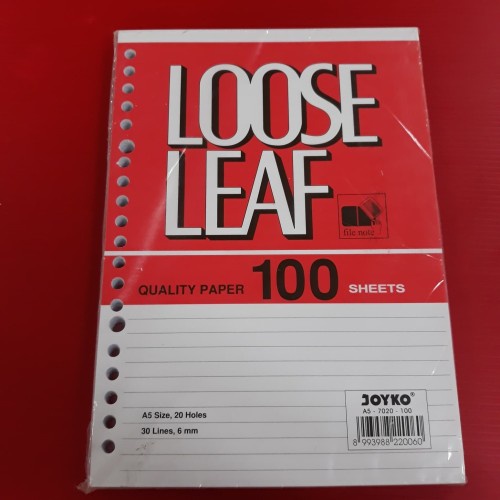 LOOSE
LEAF
file note
QUALITY PAPER 100 SHEETS
A5 Size, 20 Holes
30 Lines, 6 mm
JOYKO®
A5 - 7020 - 100
8 993988 220060